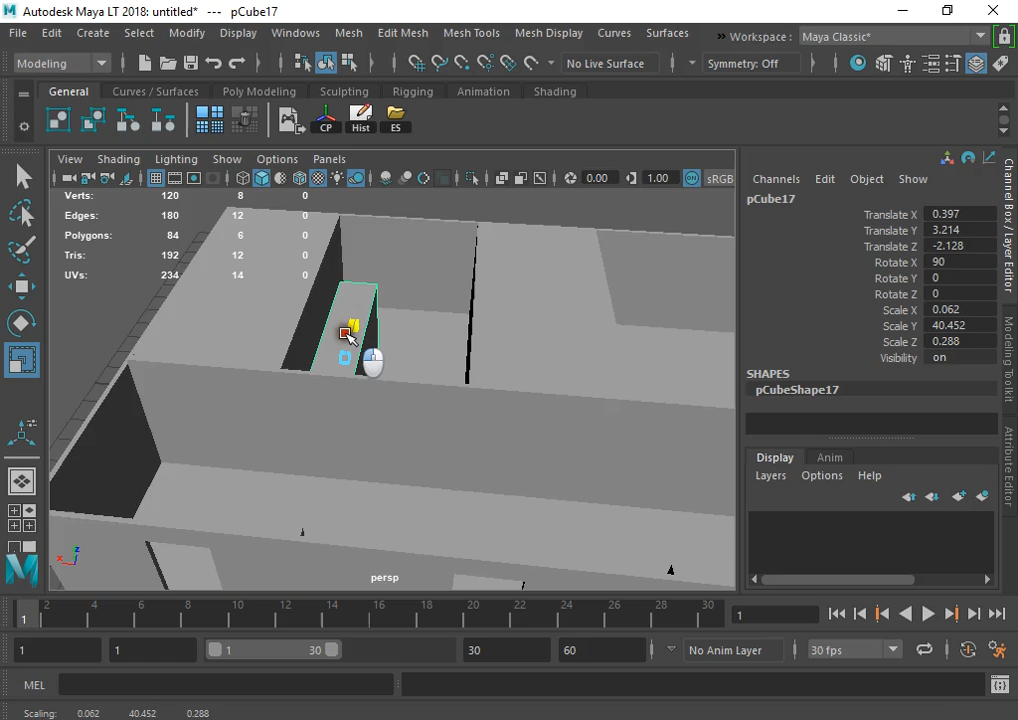 Autodesk Maya LT 2018: untitled* --- pCube17
File Edit Create Select Modify Display Windows Mesh Edit Mesh Mesh Tools Mesh Display Curves Surfaces » Workspace : Maya Classic*
Modeling No Live Surface Symmetry: Off
General Curves / Surfaces Poly Modeling Sculpting Rigging Animation Shading
CP Hist ES
View Shading Lighting Show Options Panels
0.00 1.00 ON sRGB
Verts: 120 8 0
Edges: 180 12 0
Polygons: 84 6 0
Tris: 192 12 0
UVs: 234 14 0
x z
persp
Channels Edit Object Show
pCube17
Translate X 0.397
Translate Y 3.214
Translate Z -2.128
Rotate X 90
Rotate Y 0
Rotate Z 0
Scale X 0.062
Scale Y 40.452
Scale Z 0.288
Visibility on
SHAPES
pCubeShape17
Display Anim
Layers Options Help
Channel Box / Layer Editor
Modeling Toolkit
Attribute Editor
1 2 4 6 8 10 12 14 16 18 20 22 24 26 28 30 1
1 1 1 30 30 60 No Anim Layer 30 fps
MEL
Scaling: 0.062 40.452 0.288